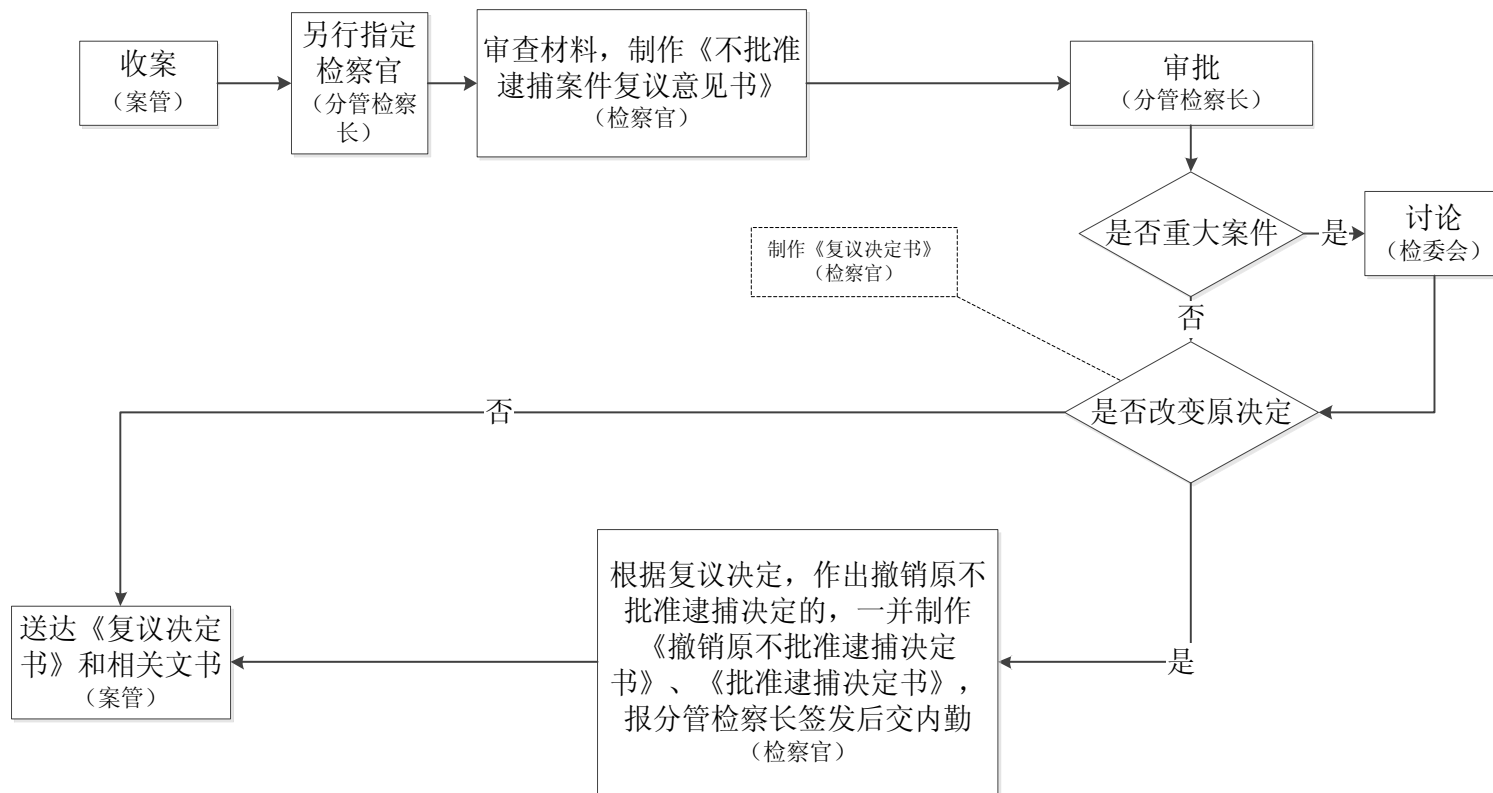 收案
（案管）
另行指定
检察官
（分管检察
长）
审查材料，制作《不批准
逮捕案件复议意见书》
（检察官）
审批
（分管检察长）
是否重大案件
是
讨论
（检委会）
制作《复议决定书》
（检察官）
否
是否改变原决定
否
是
根据复议决定，作出撤销原不
批准逮捕决定的，一并制作
《撤销原不批准逮捕决定
书》、《批准逮捕决定书》，
报分管检察长签发后交内勤
（检察官）
送达《复议决定
书》和相关文书
（案管）